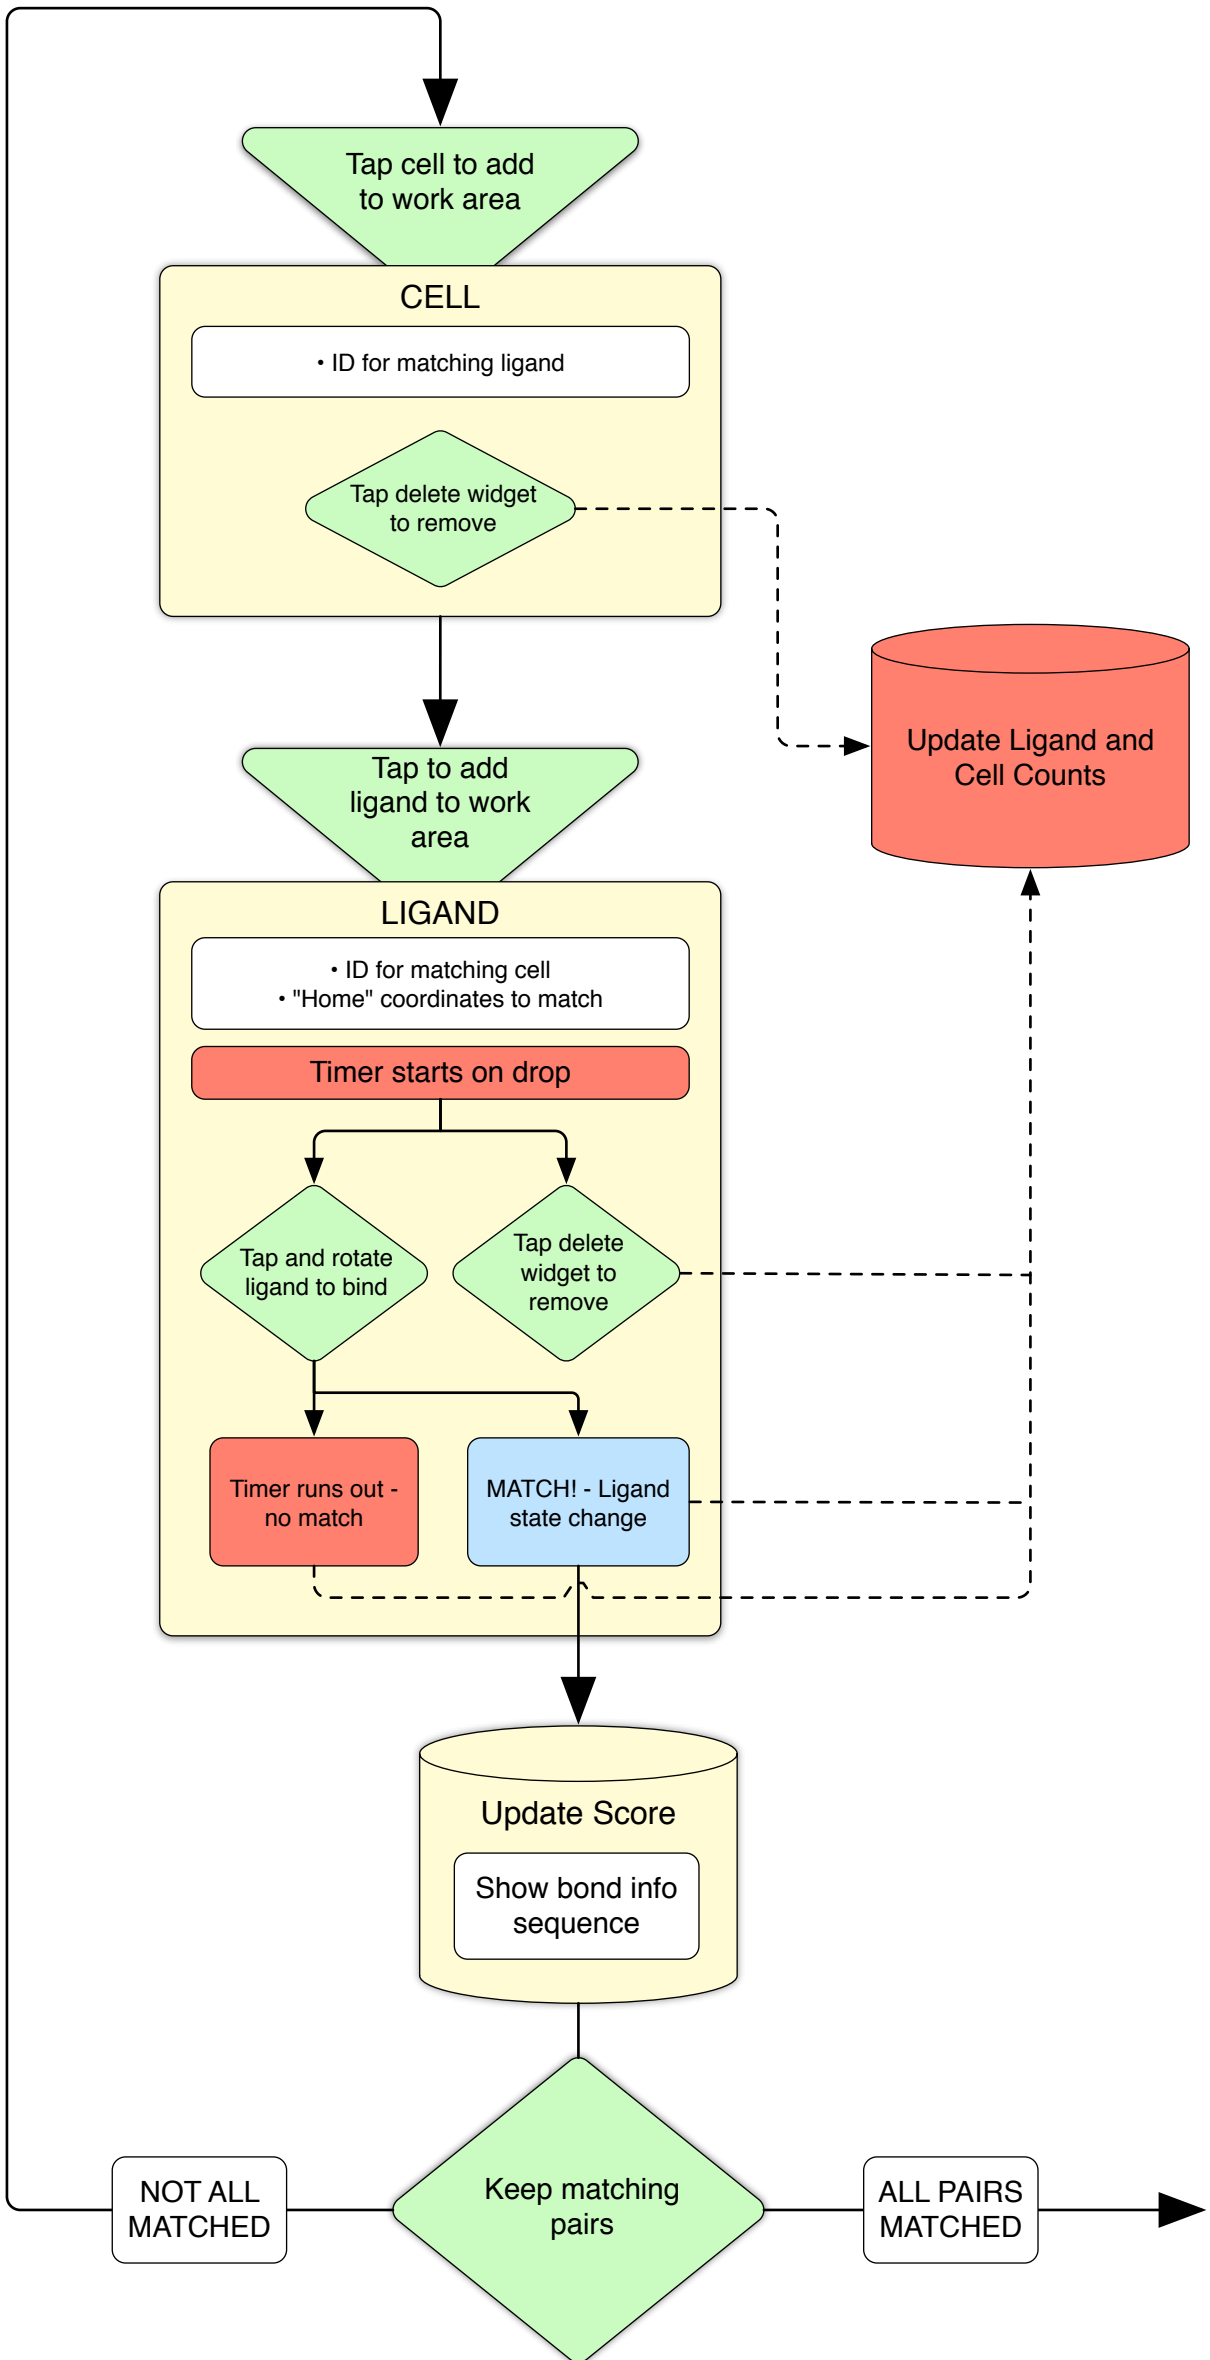 Tap cell to add
to work area
CELL
• ID for matching ligand
Tap delete widget
to remove
Update Ligand and
Cell Counts
Tap to add
ligand to work
area
LIGAND
• ID for matching cell
• "Home" coordinates to match
Timer starts on drop
Tap and rotate
ligand to bind
Tap delete
widget to
remove
Timer runs out -
no match
MATCH! - Ligand
state change
Update Score
Show bond info
sequence
Keep matching
pairs
NOT ALL
MATCHED
ALL PAIRS
MATCHED